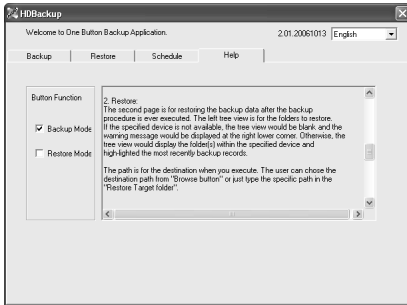 HDBackup
Welcome to One Button Backup Application.
2.01.20061013 English
Backup Restore Schedule Help
Button Function
Backup Mode
Restore Mode
2. Restore:
The second page is for restoring the backup data after the backup
procedure is ever executed. The left tree view is for the folders to restore.
If the specified device is not available, the tree view would be blank and the
warning message would be displayed at the right lower corner. Otherwise, the
tree view would display the folder(s) within the specified device and
high-lighted the most recently backup records.
The path is for the destination when you execute. The user can chose the
destination path from "Browse button" or just type the specific path in the
"Restore Target folder".